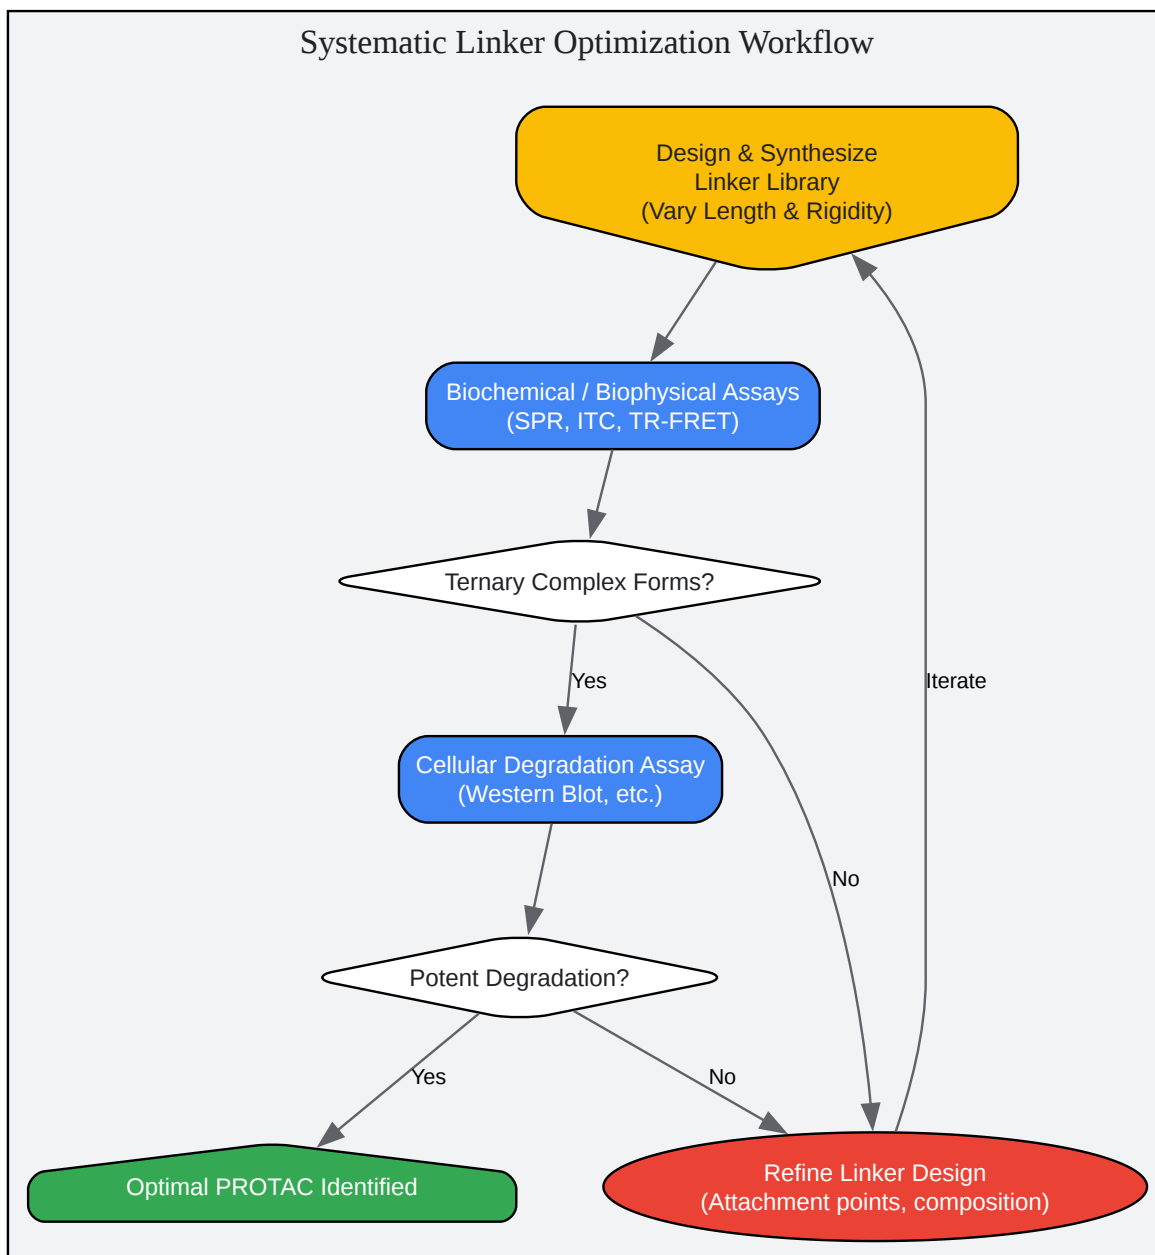 Systematic Linker Optimization Workflow
Design & Synthesize
Linker Library
(Vary Length & Rigidity)
Biochemical / Biophysical Assays
(SPR, ITC, TR-FRET)
Ternary Complex Forms?
Yes
Iterate
Cellular Degradation Assay
(Western Blot, etc.)
No
Potent Degradation?
Yes
No
Optimal PROTAC Identified
Refine Linker Design
(Attachment points, composition)